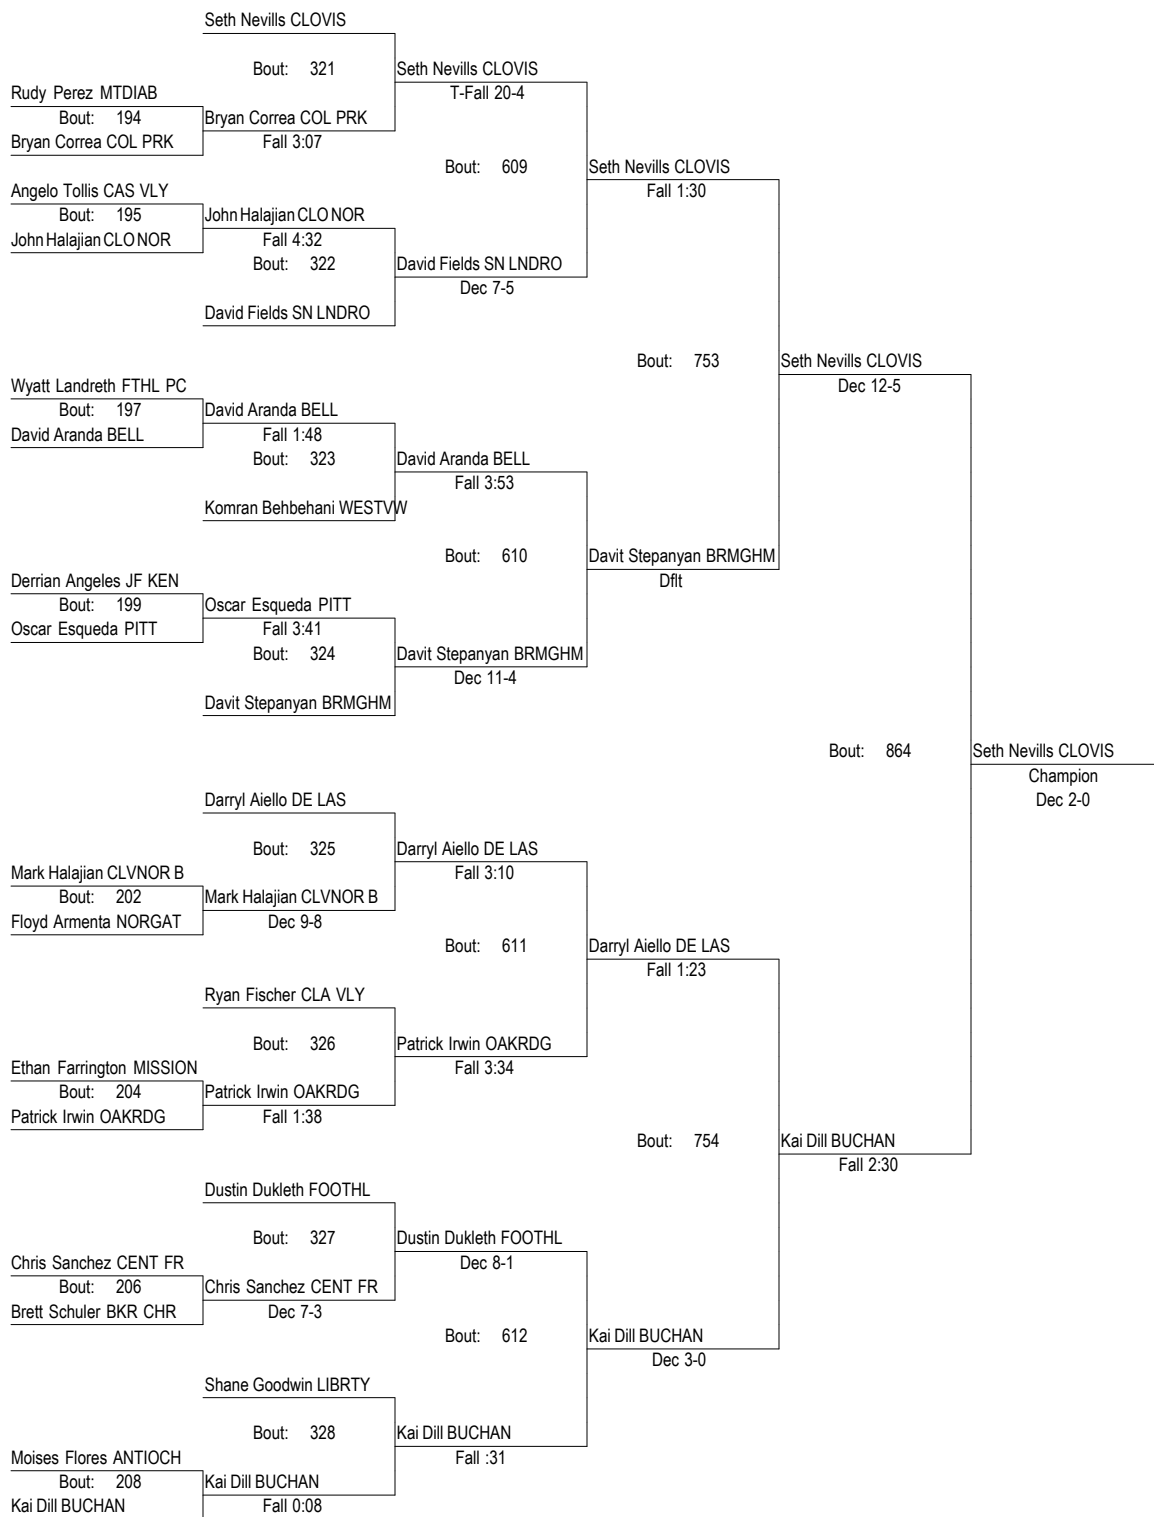 Seth Nevills CLOVIS
Bout: 321
Seth Nevills CLOVIS
T-Fall 20-4
Rudy Perez MTDIAB
Bout: 194
Bryan Correa COL PRK
Bryan Correa COL PRK
Fall 3:07
Bout: 609
Seth Nevills CLOVIS
Fall 1:30
Angelo Tollis CAS VLY
Bout: 195
John Halajian CLO NOR
John Halajian CLO NOR
Fall 4:32
Bout: 322
David Fields SN LNDRO
Dec 7-5
David Fields SN LNDRO
Bout: 753
Seth Nevills CLOVIS
Dec 12-5
Wyatt Landreth FTHL PC
Bout: 197
David Aranda BELL
David Aranda BELL
Fall 1:48
Bout: 323
David Aranda BELL
Fall 3:53
Komran Behbehani WESTVW
Bout: 610
Davit Stepanyan BRMGHM
Dflt
Derrian Angeles JF KEN
Bout: 199
Oscar Esqueda PITT
Oscar Esqueda PITT
Fall 3:41
Bout: 324
Davit Stepanyan BRMGHM
Dec 11-4
Davit Stepanyan BRMGHM
Bout: 864
Seth Nevills CLOVIS
Champion
Dec 2-0
Darryl Aiello DE LAS
Bout: 325
Darryl Aiello DE LAS
Fall 3:10
Mark Halajian CLVNOR B
Bout: 202
Mark Halajian CLVNOR B
Floyd Armenta NORGAT
Dec 9-8
Bout: 611
Darryl Aiello DE LAS
Fall 1:23
Ryan Fischer CLA VLY
Bout: 326
Patrick Irwin OAKRDG
Fall 3:34
Ethan Farrington MISSION
Bout: 204
Patrick Irwin OAKRDG
Patrick Irwin OAKRDG
Fall 1:38
Bout: 754
Kai Dill BUCHAN
Fall 2:30
Dustin Dukleth FOOTHL
Bout: 327
Dustin Dukleth FOOTHL
Dec 8-1
Chris Sanchez CENT FR
Bout: 206
Chris Sanchez CENT FR
Brett Schuler BKR CHR
Dec 7-3
Bout: 612
Kai Dill BUCHAN
Dec 3-0
Shane Goodwin LIBRTY
Bout: 328
Kai Dill BUCHAN
Fall :31
Moises Flores ANTIOCH
Bout: 208
Kai Dill BUCHAN
Kai Dill BUCHAN
Fall 0:08